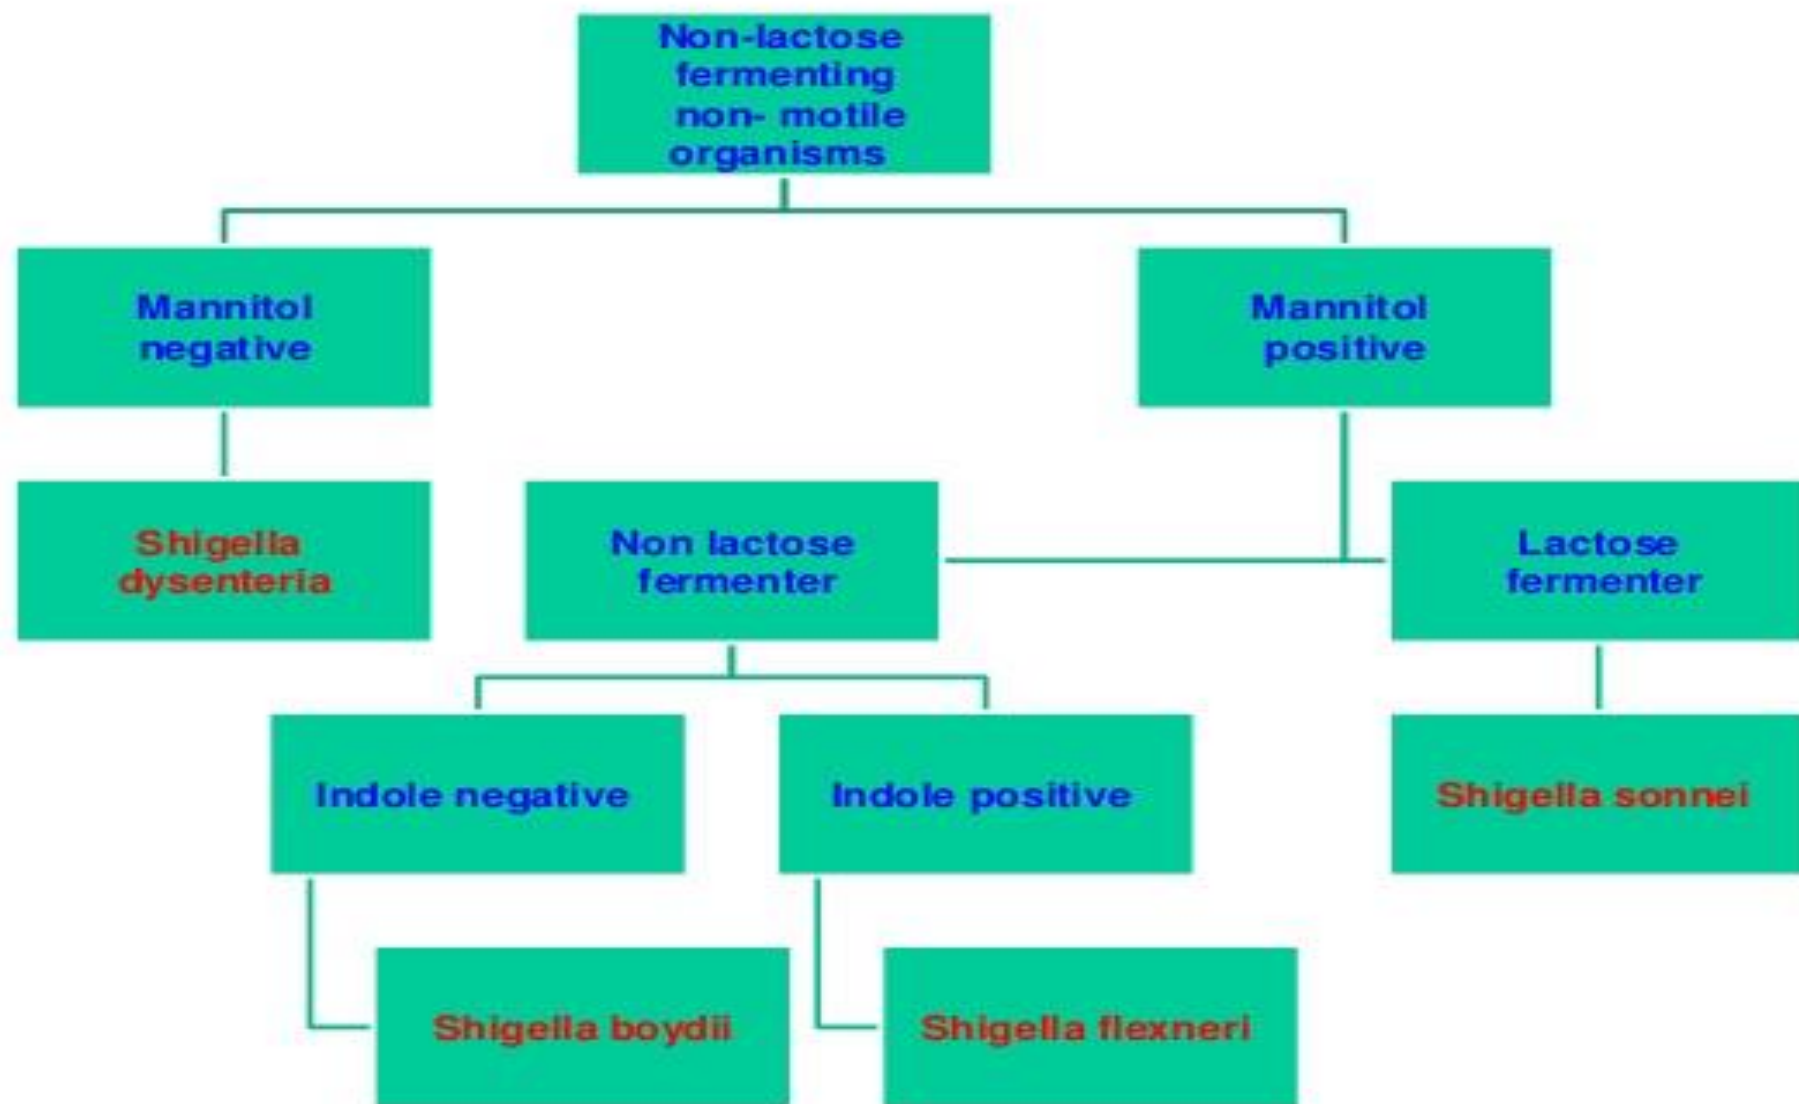 Non-lactose
fermenting
non- motile
organisms
Mannitol
negative
Mannitol
positive
Shigella
dysenteria
Non lactose
fermenter
Lactose
fermenter
Indole negative
Indole positive
Shigella sonnei
Shigella boydii
Shigella flexneri